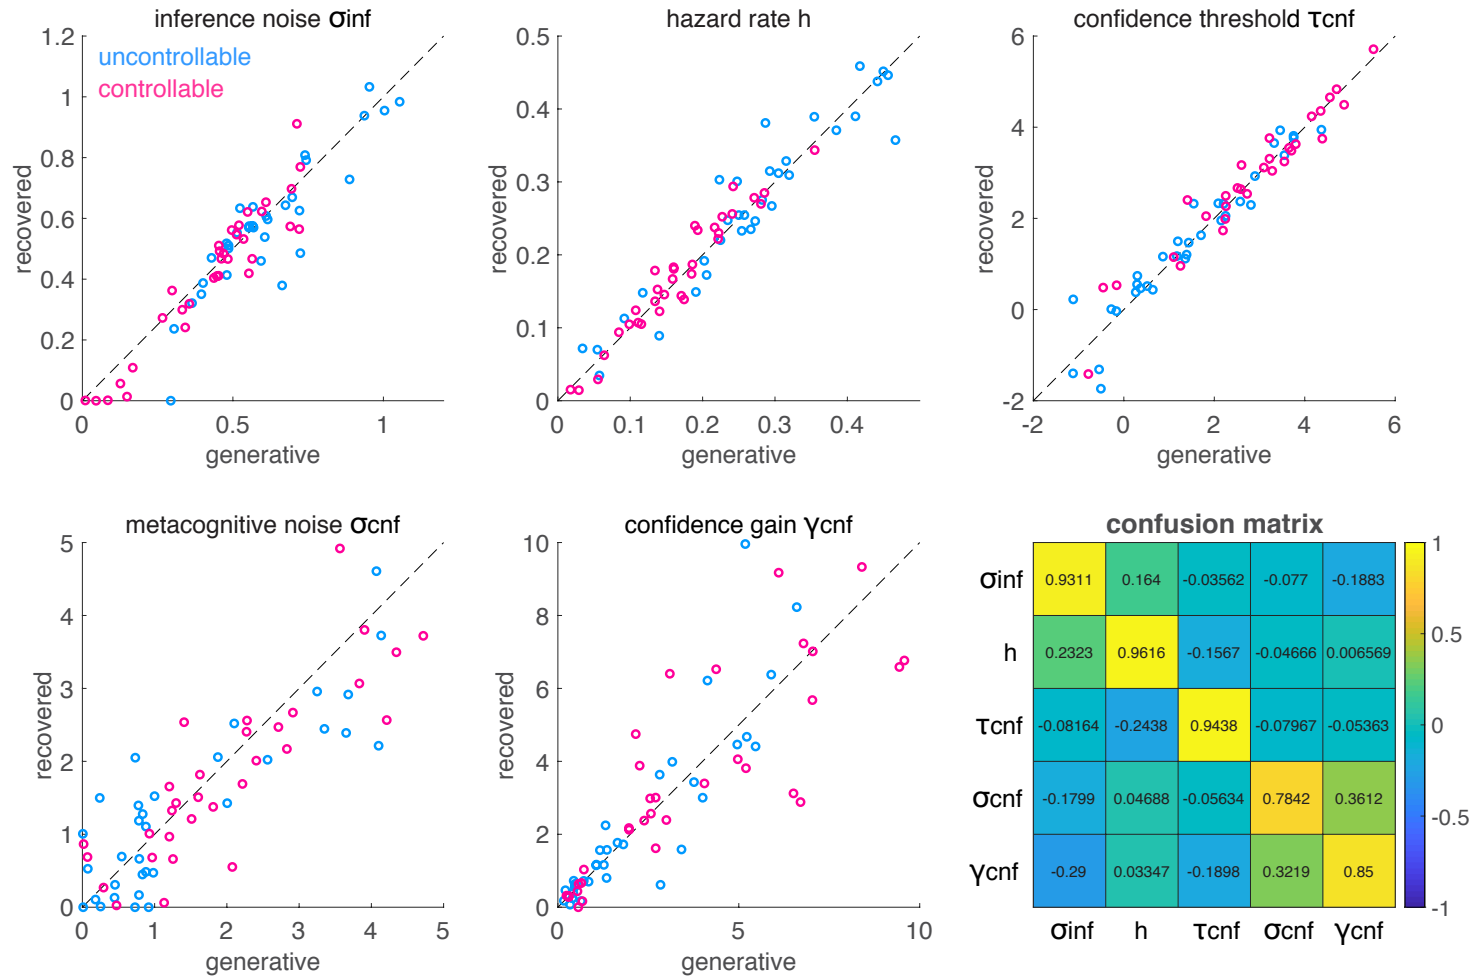 inference noise σinf
1.2
1
0.8
0.6
0.4
0.2
0
recovered
uncontrollable
controllable
0
0.5
1
generative
hazard rate h
0.5
0.4
0.3
0.2
0.1
0
recovered
0
0.1
0.2
0.3
0.4
generative
confidence threshold τcnf
6
4
2
0
-2
recovered
-2
0
2
4
6
generative
metacognitive noise σcnf
5
4
3
2
1
0
recovered
0
1
2
3
4
5
generative
confidence gain γcnf
10
8
6
4
2
0
recovered
0
5
10
generative
confusion matrix
σinf 0.9311 0.164 -0.03562 -0.077 -0.1883
h 0.2323 0.9616 -0.1567 -0.04666 0.006569
τcnf -0.08164 -0.2438 0.9438 -0.07967 -0.05363
σcnf -0.1799 0.04688 -0.05634 0.7842 0.3612
γcnf -0.29 0.03347 -0.1898 0.3219 0.85
σinf h τcnf σcnf γcnf
1
0.5
0
-0.5
-1